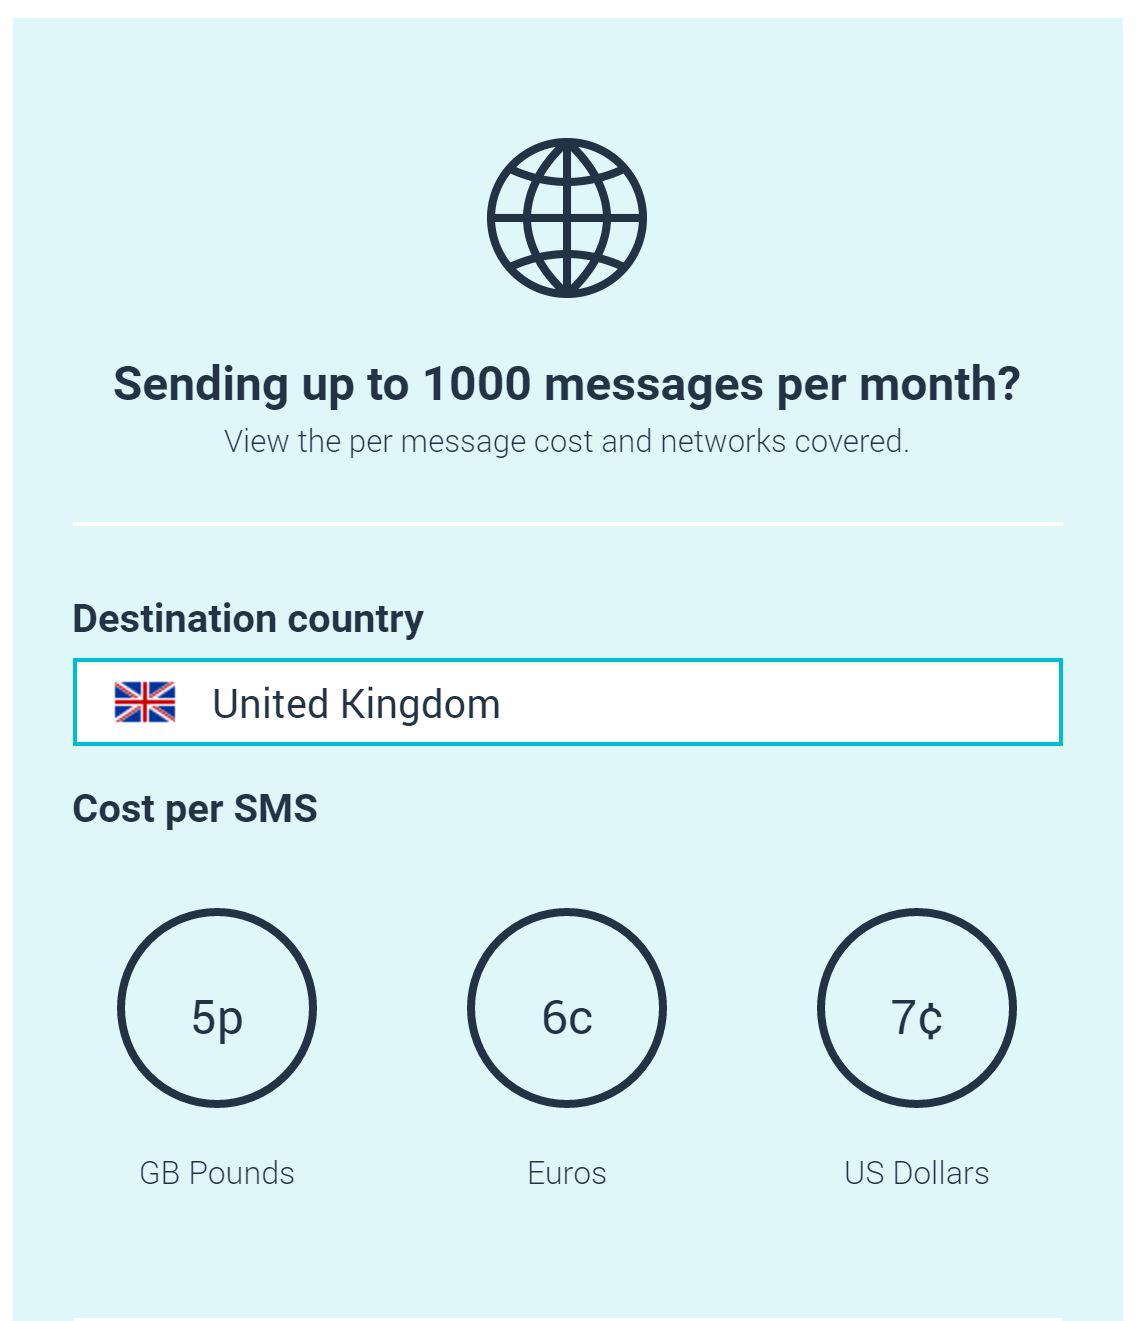 Sending up to 1000 messages per month?
View the per message cost and networks covered.
Destination country
United Kingdom
Cost per SMS
5p
6c
7¢
GB Pounds
Euros
US Dollars